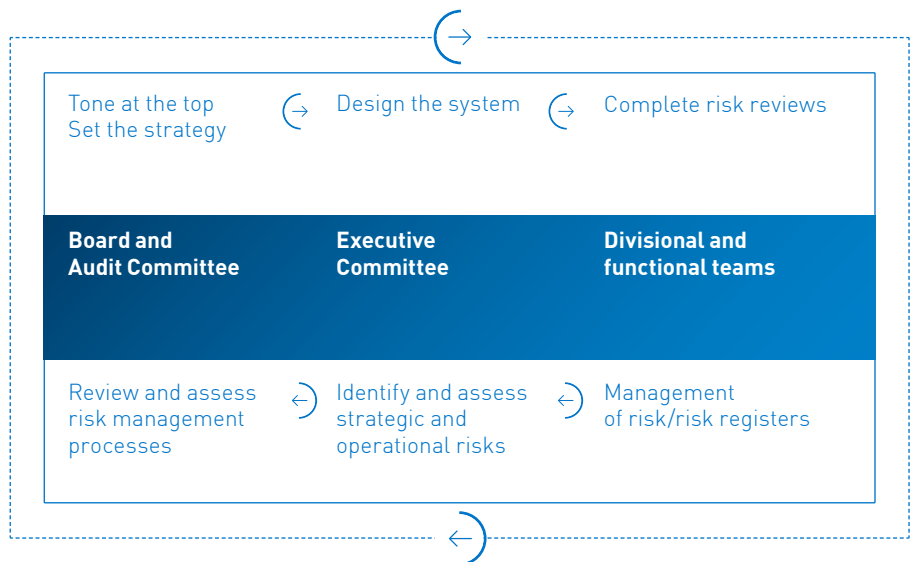 Tone at the top
Set the strategy
Design the system
Complete risk reviews
Board and
Audit Committee
Executive
Committee
Divisional and
functional teams
Review and assess
risk management
processes
Identify and assess
strategic and
operational risks
Management
of risk/risk registers